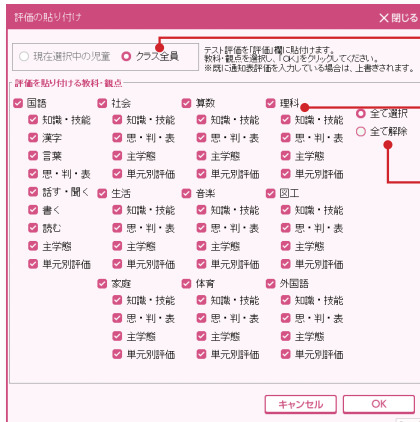 評価の貼り付け
×閉じる
現在選択中の児童
クラス全員
テスト評価を「評価」欄に貼付けます。
教科・観点を選択し、「OK」をクリックしてください。
※既に通知表評価を入力している場合は、上書きされます。
評価を貼り付ける教科・観点
国語
知識・技能
漢字
言葉
思・判・表
話す・聞く
書く
読む
主学態
単元別評価
社会
知識・技能
思・判・表
主学態
単元別評価
算数
知識・技能
思・判・表
主学態
単元別評価
理科
知識・技能
思・判・表
主学態
単元別評価
全て選択
全て解除
生活
知識・技能
思・判・表
主学態
単元別評価
音楽
知識・技能
思・判・表
主学態
単元別評価
図工
知識・技能
思・判・表
主学態
単元別評価
家庭
知識・技能
思・判・表
主学態
単元別評価
体育
知識・技能
思・判・表
主学態
単元別評価
外国語
知識・技能
思・判・表
主学態
単元別評価
キャンセル
OK